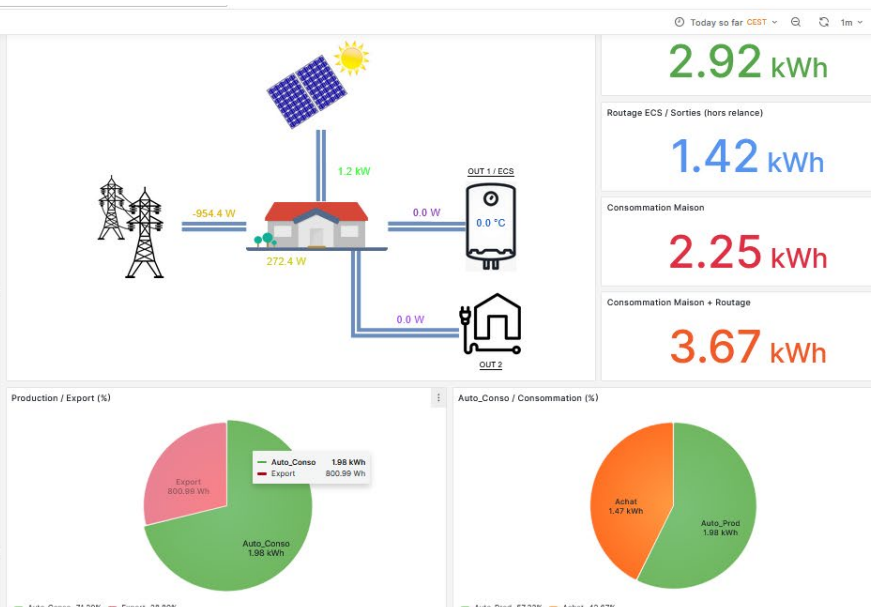 Today so far CEST
1m
2.92 kWh
Routage ECS / Sorties (hors relance)
1.42 kWh
Consommation Maison
2.25 kWh
Consommation Maison + Routage
3.67 kWh
1.2 kW
OUT 1 / ECS
-954.4 W
0.0 W
0.0 °C
272.4 W
0.0 W
OUT 2
Production / Export (%)
Auto_Conso 1.98 kWh
Export 800.99 Wh
Export
800.99 Wh
Auto_Conso
1.98 kWh
Auto_Conso / Consommation (%)
Achat
1.47 kWh
Auto_Prod
1.98 kWh